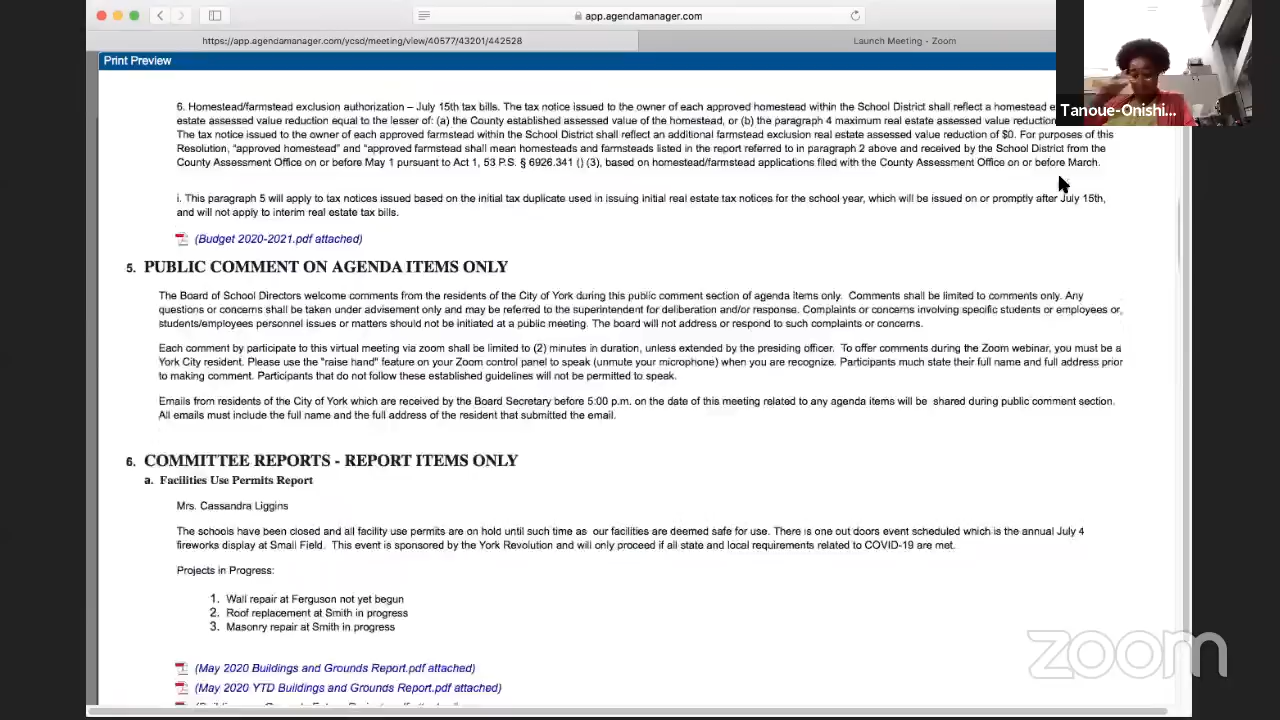 app.agendamanager.com
https://app.agendamanager.com/ycsd/meeting/view/40577/43201/442528
Launch Meeting - Zoom
Print Preview
Tanoue-Onishi...
6. Homestead/farmstead exclusion authorization – July 15th tax bills. The tax notice issued to the owner of each approved homestead within the School District shall reflect a homestead
estate assessed value reduction equal to the lesser of: (a) the County established assessed value of the homestead, or (b) the paragraph 4 maximum real estate assessed value
The tax notice issued to the owner of each approved farmstead within the School District shall reflect an additional farmstead exclusion real estate assessed value reduction of $0. For purposes of this
Resolution, "approved homestead" and "approved farmstead shall mean homesteads and farmsteads listed in the report referred to in paragraph 2 above and received by the School District from the
County Assessment Office on or before May 1 pursuant to Act 1, 53 P.S. § 6926.341 () (3), based on homestead/farmstead applications filed with the County Assessment Office on or before March.
i. This paragraph 5 will apply to tax notices issued based on the initial tax duplicate used in issuing initial real estate tax notices for the school year, which will be issued on or promptly after July 15th,
and will not apply to interim real estate tax bills.
(Budget 2020-2021.pdf attached)
5. PUBLIC COMMENT ON AGENDA ITEMS ONLY
The Board of School Directors welcome comments from the residents of the City of York during this public comment section of agenda items only. Comments shall be limited to comments only. Any
questions or concerns shall be taken under advisement only and may be referred to the superintendent for deliberation and/or response. Complaints or concerns involving specific students or employees or,
students/employees personnel issues or matters should not be initiated at a public meeting. The board will not address or respond to such complaints or concerns.
Each comment by participate to this virtual meeting via zoom shall be limited to (2) minutes in duration, unless extended by the presiding officer. To offer comments during the Zoom webinar, you must be a
York City resident. Please use the "raise hand" feature on your Zoom control panel to speak (unmute your microphone) when you are recognize. Participants much state their full name and full address prior
to making comment. Participants that do not follow these established guidelines will not be permitted to speak.
Emails from residents of the City of York which are received by the Board Secretary before 5:00 p.m. on the date of this meeting related to any agenda items will be shared during public comment section.
All emails must include the full name and the full address of the resident that submitted the email.
6. COMMITTEE REPORTS - REPORT ITEMS ONLY
a. Facilities Use Permits Report
Mrs. Cassandra Liggins
The schools have been closed and all facility use permits are on hold until such time as our facilities are deemed safe for use. There is one out doors event scheduled which is the annual July 4
fireworks display at Small Field. This event is sponsored by the York Revolution and will only proceed if all state and local requirements related to COVID-19 are met.
Projects in Progress:
1. Wall repair at Ferguson not yet begun
2. Roof replacement at Smith in progress
3. Masonry repair at Smith in progress
(May 2020 Buildings and Grounds Report.pdf attached)
(May 2020 YTD Buildings and Grounds Report.pdf attached)
zoom